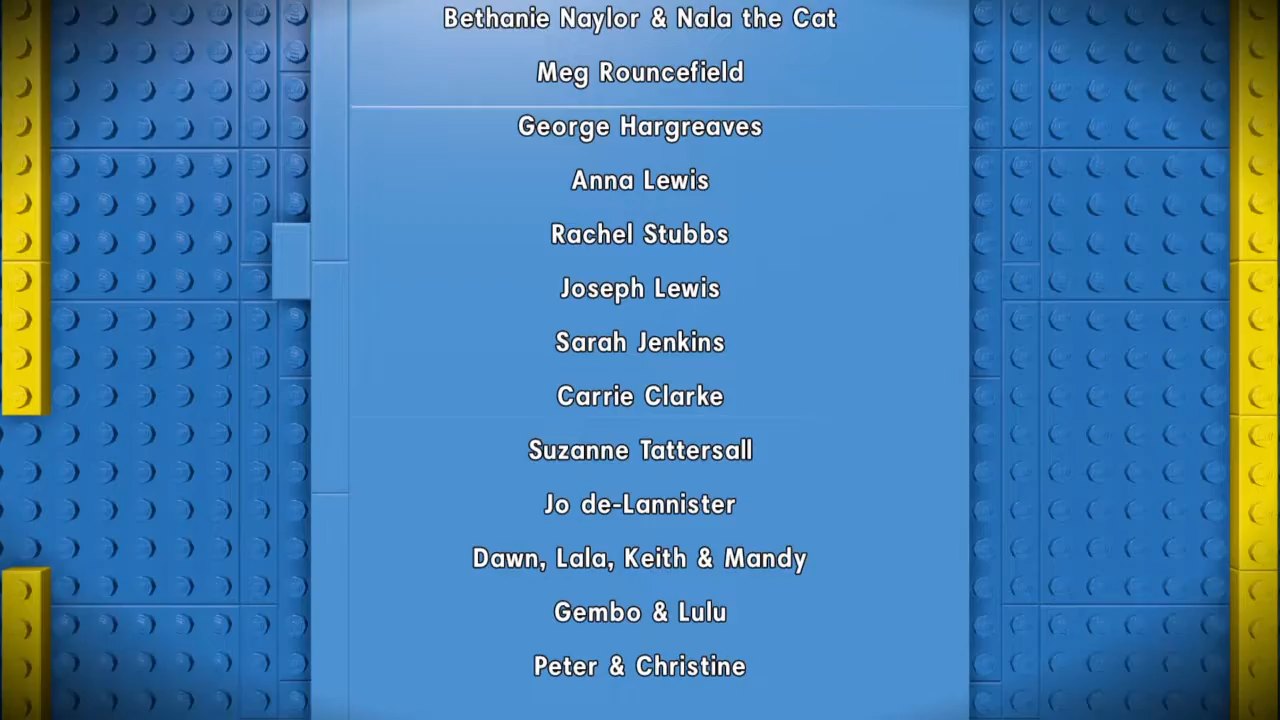 Bethanie Naylor & Nala the Cat
Meg Rouncefield
George Hargreaves
Anna Lewis
Rachel Stubbs
Joseph Lewis
Sarah Jenkins
Carrie Clarke
Suzanne Tattersall
Jo de-Lannister
Dawn, Lala, Keith & Mandy
Gembo & Lulu
Peter & Christine